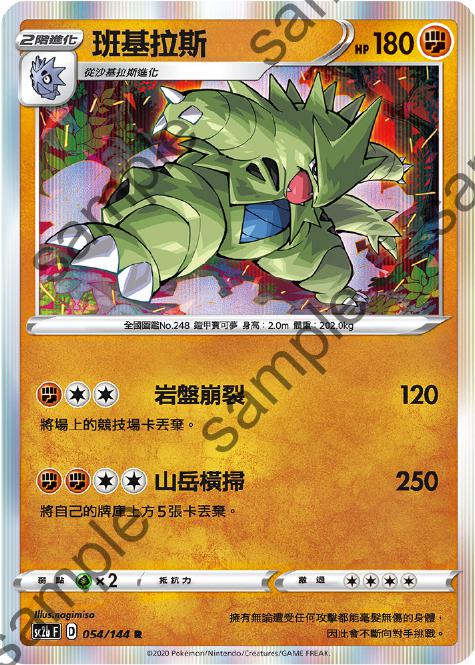 2階進化 班基拉斯 HP 180
從沙基拉斯進化
全國圖鑑No.248 鎧甲寶可夢 身高:2.0m 體重:202.0kg
岩盤崩裂 120
將場上的競技場卡丟棄。
山岳橫掃 250
將自己的牌庫上方5張卡丟棄。
弱點 ×2 抵抗力 撤退
Illus.nagimiso
擁有無論遭受任何攻擊都能毫髮無傷的身體,
因此會不斷向對手挑戰。
F D 054/144 R
©2020 Pokémon/Nintendo/Creatures/GAME FREAK.
sample
sample
sample
sample
sample
sample
sample